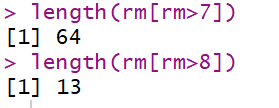 > length(rm[rm>7])
[1] 64
> length(rm[rm>8])
[1] 13